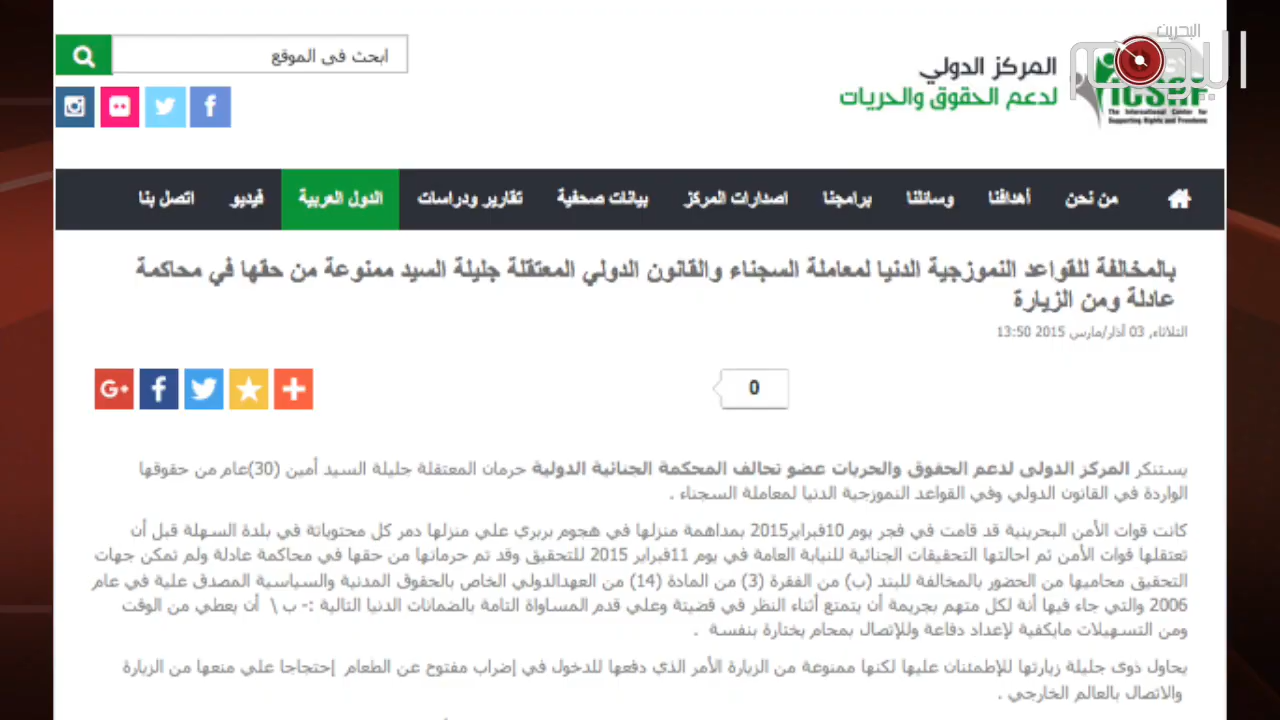 البحرين
اليوم
ابحث فى الموقع
المركز الدولي
لدعم الحقوق والحريات
ICSRF
The International Center for
Supporting Rights and Freedoms
من نحن
أهدافنا
وسائلنا
برامجنا
اصدارات المركز
بيانات صحفية
تقارير ودراسات
الدول العربية
فيديو
اتصل بنا
بالمخالفة للقواعد النموزجية الدنيا لمعاملة السجناء والقانون الدولي المعتقلة جليلة السيد ممنوعة من حقها في محاكمة
عادلة ومن الزيارة
الثلاثاء, 03 آذار/مارس 2015 13:50
0
يستنكر المركز الدولى لدعم الحقوق والحريات عضو تحالف المحكمة الجنائية الدولية حرمان المعتقلة جليلة السيد أمين (30)عام من حقوقها
الواردة في القانون الدولي وفي القواعد النموزجية الدنيا لمعاملة السجناء .
كانت قوات الأمن البحرينية قد قامت في فجر يوم 10فبراير2015 بمداهمة منزلها في هجوم بربري علي منزلها دمر كل محتوياتة في بلدة السهلة قبل أن
تعتقلها قوات الأمن ثم احالتها التحقيقات الجنائية للنيابة العامة في يوم 11فبراير 2015 للتحقيق وقد تم حرمانها من حقها في محاكمة عادلة ولم تمكن جهات
التحقيق محاميها من الحضور بالمخالفة للبند (ب) من الفقرة (3) من المادة (14) من العهدالدولي الخاص بالحقوق المدنية والسياسية المصدق علية في عام
2006 والتي جاء فيها أنة لكل متهم بجريمة أن يتمتع أثناء النظر في قضيتة وعلي قدم المساواة التامة بالضمانات الدنيا التالية :- ب \ أن يعطي من الوقت
ومن التسهيلات مايكفية لإعداد دفاعة وللإتصال بمحام يختارة بنفسة .
يحاول ذوى جليلة زيارتها للإطمئنان عليها لكنها ممنوعة من الزيارة الأمر الذي دفعها للدخول في إضراب مفتوح عن الطعام إحتجاجا علي منعها من الزيارة
والاتصال بالعالم الخارجي .